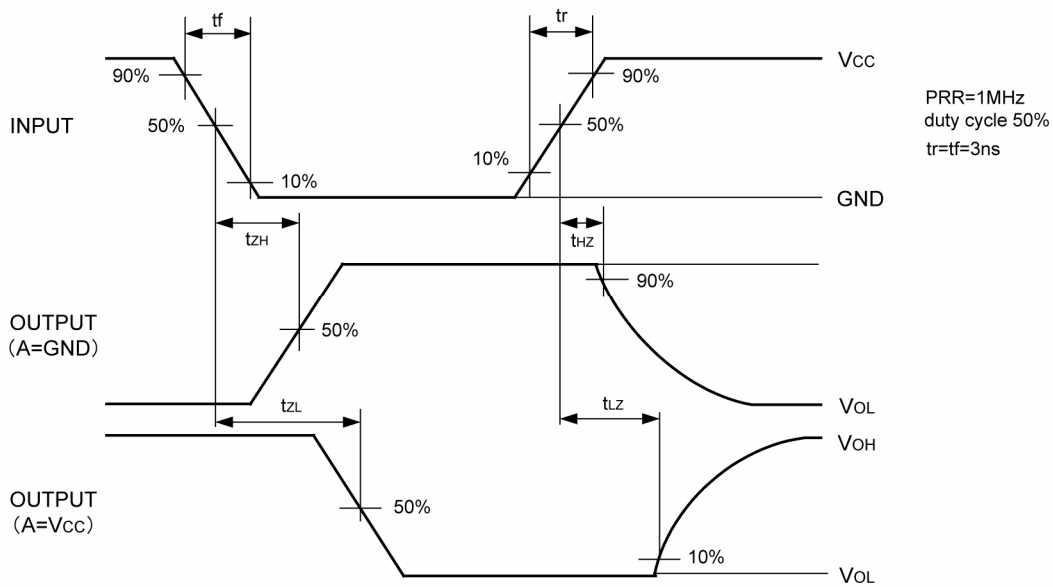 tf
tr
90%
90%
VCC
PRR=1MHz
duty cycle 50%
tr=tf=3ns
INPUT
50%
50%
10%
10%
GND
tZH
tHZ
90%
OUTPUT
(A=GND)
50%
tZL
tLZ
VOL
VOH
OUTPUT
(A=VCC)
50%
10%
VOL